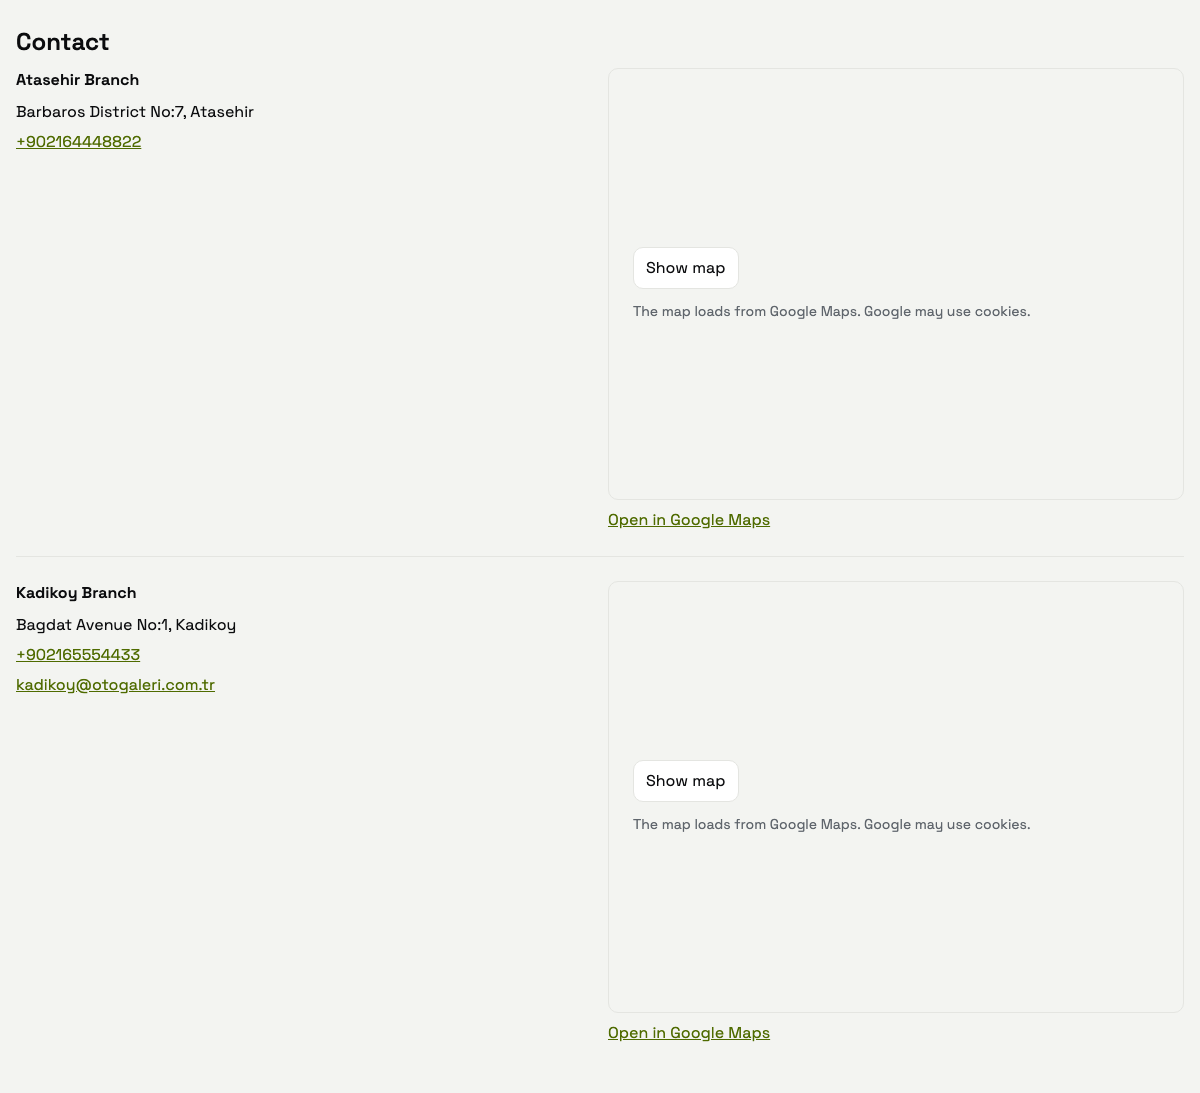 Contact
Atasehir Branch
Barbaros District No:7, Atasehir
+902164448822
Show map
The map loads from Google Maps. Google may use cookies.
Open in Google Maps
Kadikoy Branch
Bagdat Avenue No:1, Kadikoy
+902165554433
kadikoy@otogaleri.com.tr
Show map
The map loads from Google Maps. Google may use cookies.
Open in Google Maps